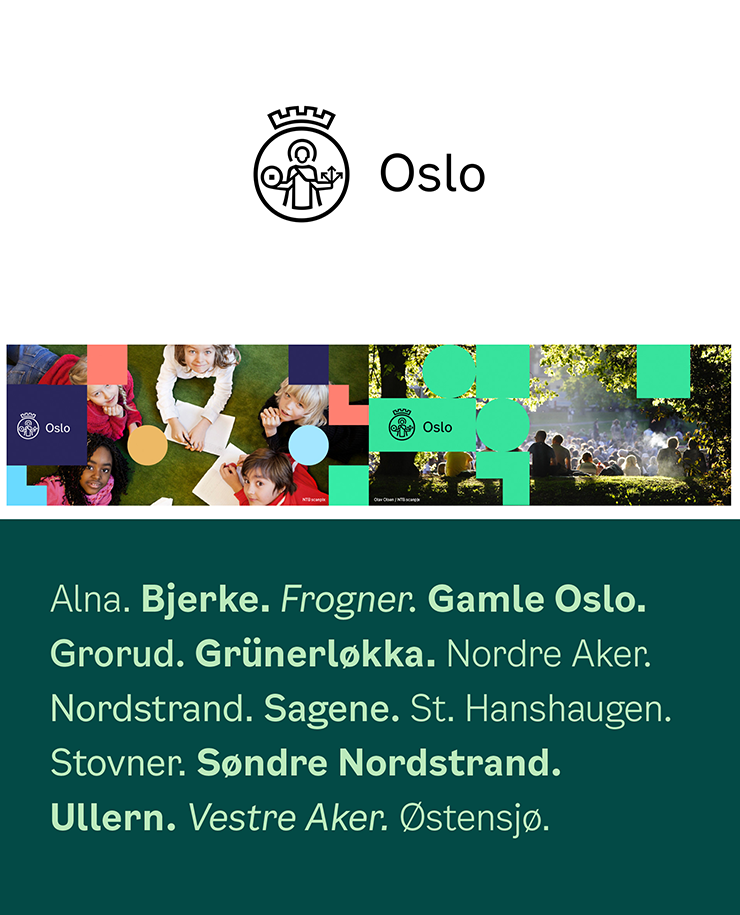 Oslo
Oslo
NTB scanpix
Oslo
Olav Olsen / NTB scanpix
Alna. Bjerke. Frogner. Gamle Oslo.
Grorud. Grünerløkka. Nordre Aker.
Nordstrand. Sagene. St. Hanshaugen.
Stovner. Søndre Nordstrand.
Ullern. Vestre Aker. Østensjø.